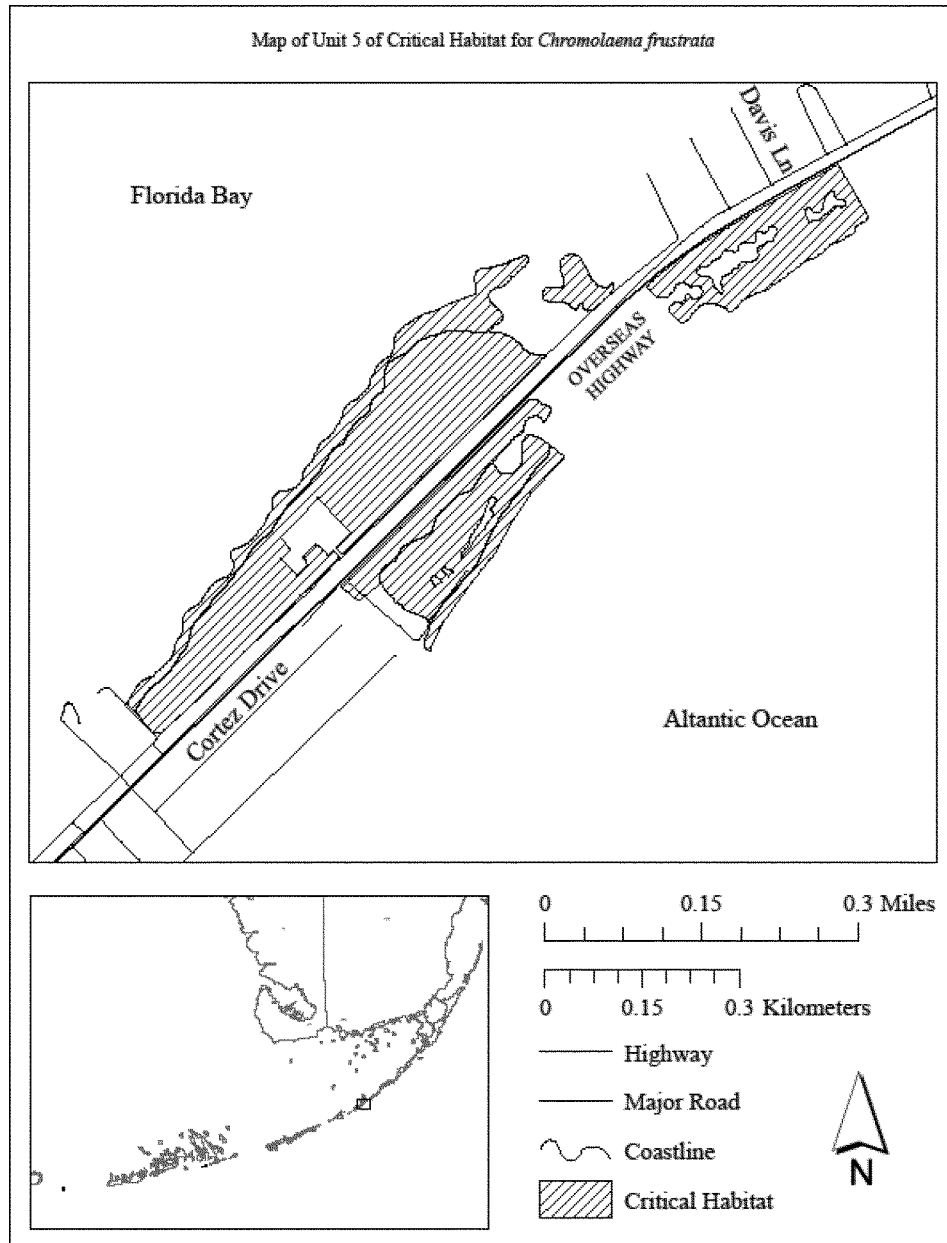 Map of Unit 5 of Critical Habitat for Chromolaena frustrata
Davis Ln
Florida Bay
OVERSEAS
HIGHWAY
Cortez Drive
Altantic Ocean
0 0.15 0.3 Miles
0 0.15 0.3 Kilometers
Highway
Major Road
Coastline
Critical Habitat
N